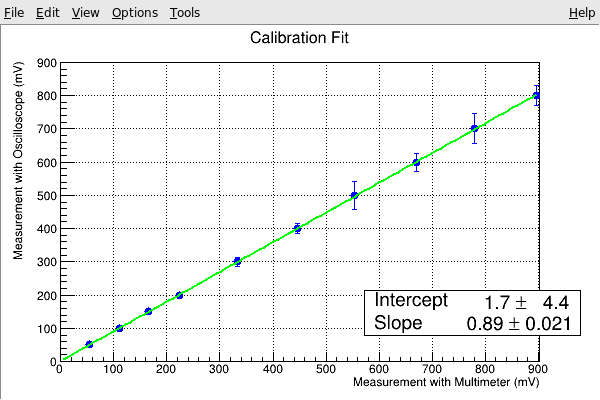 File Edit View Options Tools Help
Calibration Fit
Measurement with Oscilloscope (mV)
900
800
700
600
500
400
300
200
100
0
0 100 200 300 400 500 600 700 800 900
Intercept 1.7 ± 4.4
Slope 0.89 ± 0.021
Measurement with Multimeter (mV)